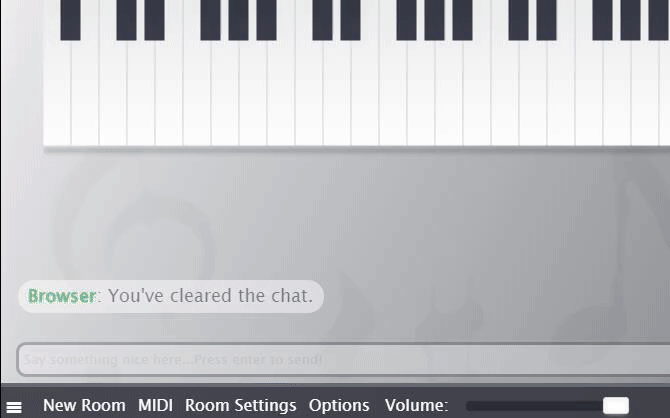 Browser: You've cleared the chat.
Say something nice here...Press enter to send!
New Room MIDI Room Settings Options Volume: